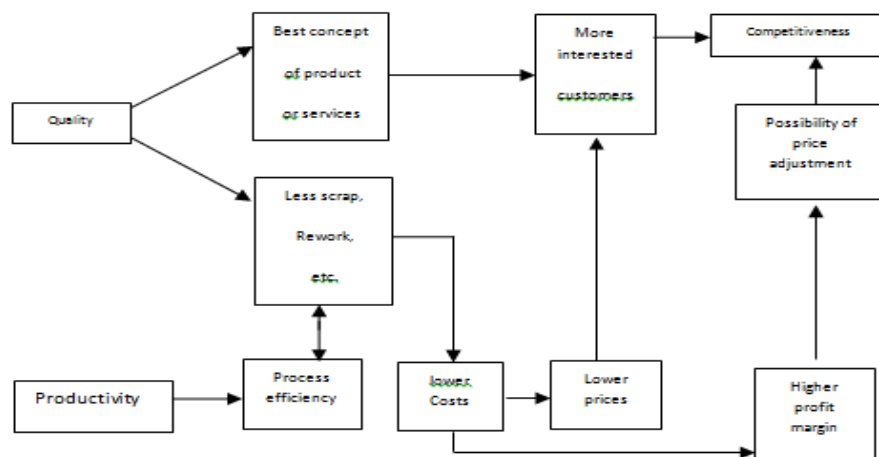 Best concept
of product
or services
More
interested
customers
Competitiveness
Quality
Possibility of
price
adjustment
Less scrap,
Rework,
etc.
Productivity
Process
efficiency
lower
Costs
Lower
prices
Higher
profit
margin